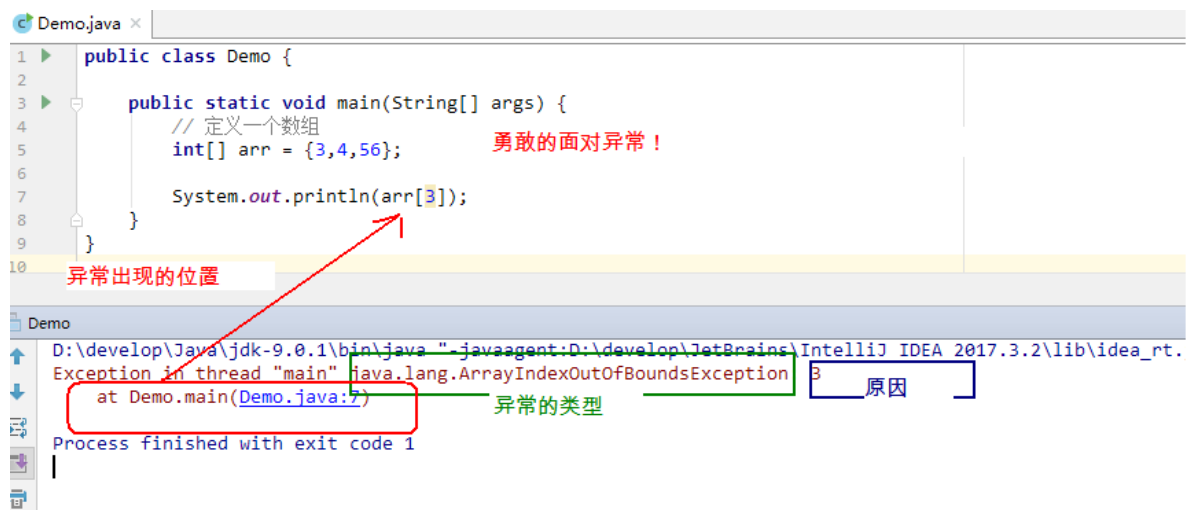 Demo.java
1 public class Demo {
2
3 public static void main(String[] args) {
4 // 定义一个数组
勇敢的面对异常！
5 int[] arr = {3,4,56};
6
7 System.out.println(arr[3]);
8 }
9 }
10
异常出现的位置
Demo
D:\develop\Java\jdk-9.0.1\bin\java "-javaagent:D:\develop\JetBrains\IntelliJ IDEA 2017.3.2\lib\idea_rt.
Exception in thread "main" java.lang.ArrayIndexOutOfBoundsException 3
原因
at Demo.main(Demo.java:7)
异常的类型
Process finished with exit code 1